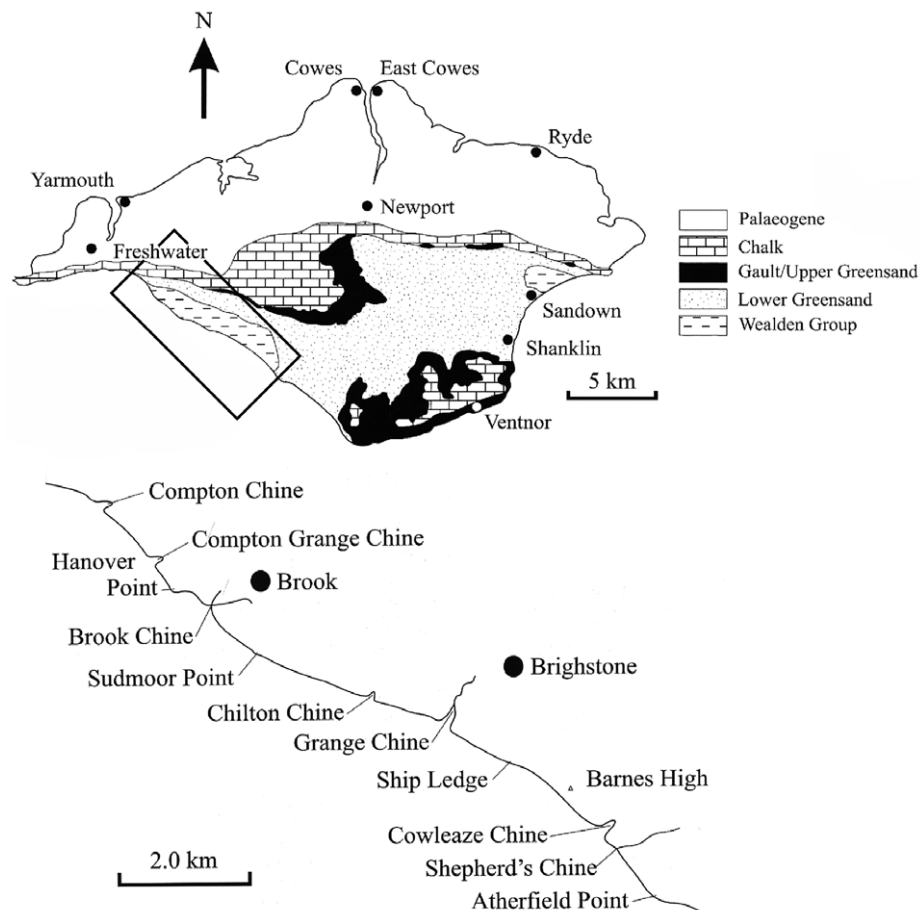 N
Cowes
East Cowes
Ryde
Yarmouth
Newport
Freshwater
Sandown
Shanklin
5 km
Ventnor
Palaeogene
Chalk
Gault/Upper Greensand
Lower Greensand
Wealden Group
Compton Chine
Compton Grange Chine
Hanover
Point
Brook
Brook Chine
Sudmoor Point
Brighstone
Chilton Chine
Grange Chine
Ship Ledge
Barnes High
Cowleaze Chine
2.0 km
Shepherd's Chine
Atherfield Point